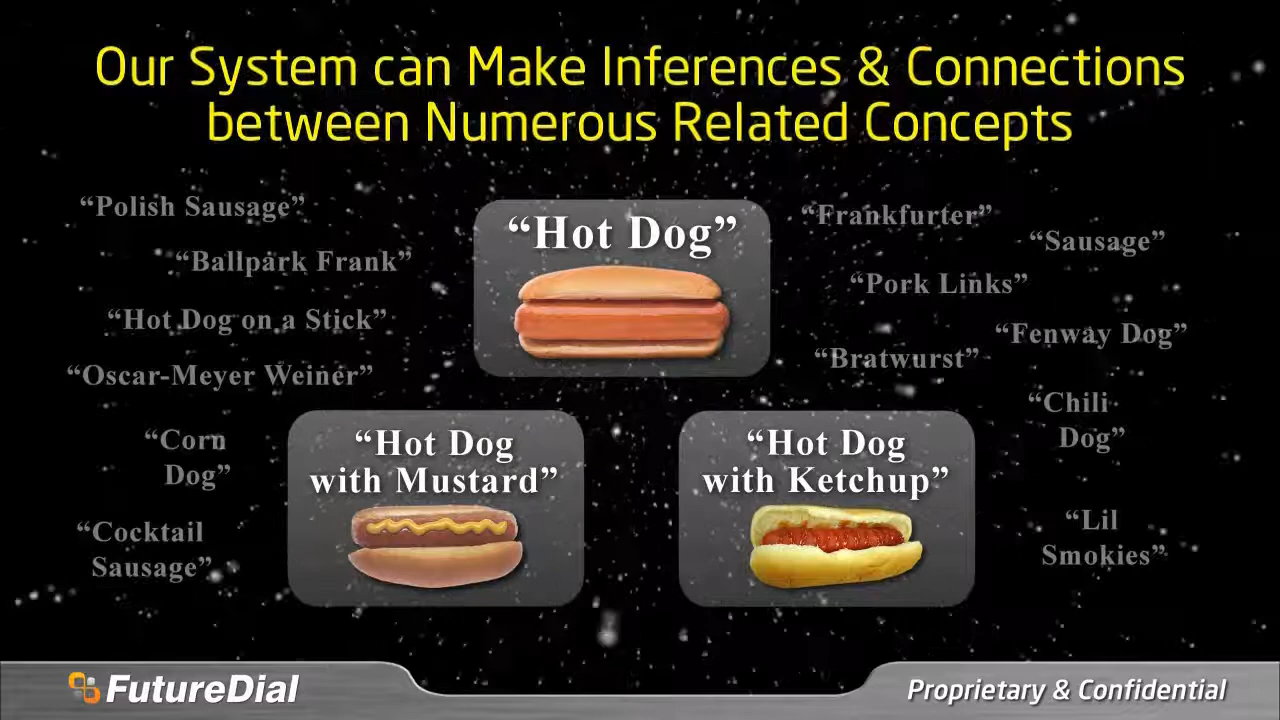 Our System can Make Inferences & Connections
between Numerous Related Concepts
“Polish Sausage”
“Ballpark Frank”
“Hot Dog on a Stick”
“Oscar-Meyer Weiner”
“Corn
Dog”
“Cocktail
Sausage”
“Hot Dog”
“Hot Dog
with Mustard”
“Hot Dog
with Ketchup”
“Frankfurter”
“Sausage”
“Pork Links”
“Fenway Dog”
“Bratwurst”
“Chili
Dog”
“Lil
Smokies”
FutureDial
Proprietary & Confidential